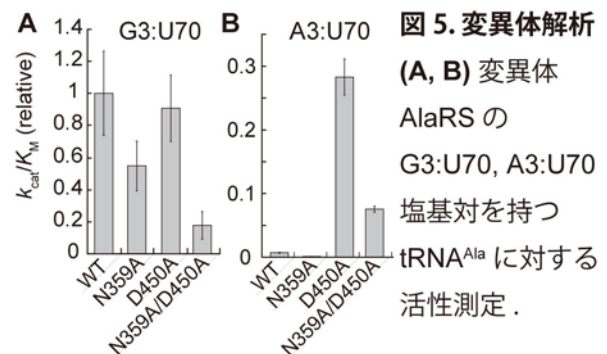 A
G3:U70
kcat/KM (relative)
1.4
1.2
1
0.8
0.6
0.4
0.2
0
WT
N359A
D450A
N359A/D450A
B
A3:U70
0.3
0.2
0.1
0
WT
N359A
D450A
N359A/D450A
図 5. 変異体解析
(A, B) 変異体
AlaRS の
G3:U70, A3:U70
塩基対を持つ
tRNAAla に対する
活性測定 .